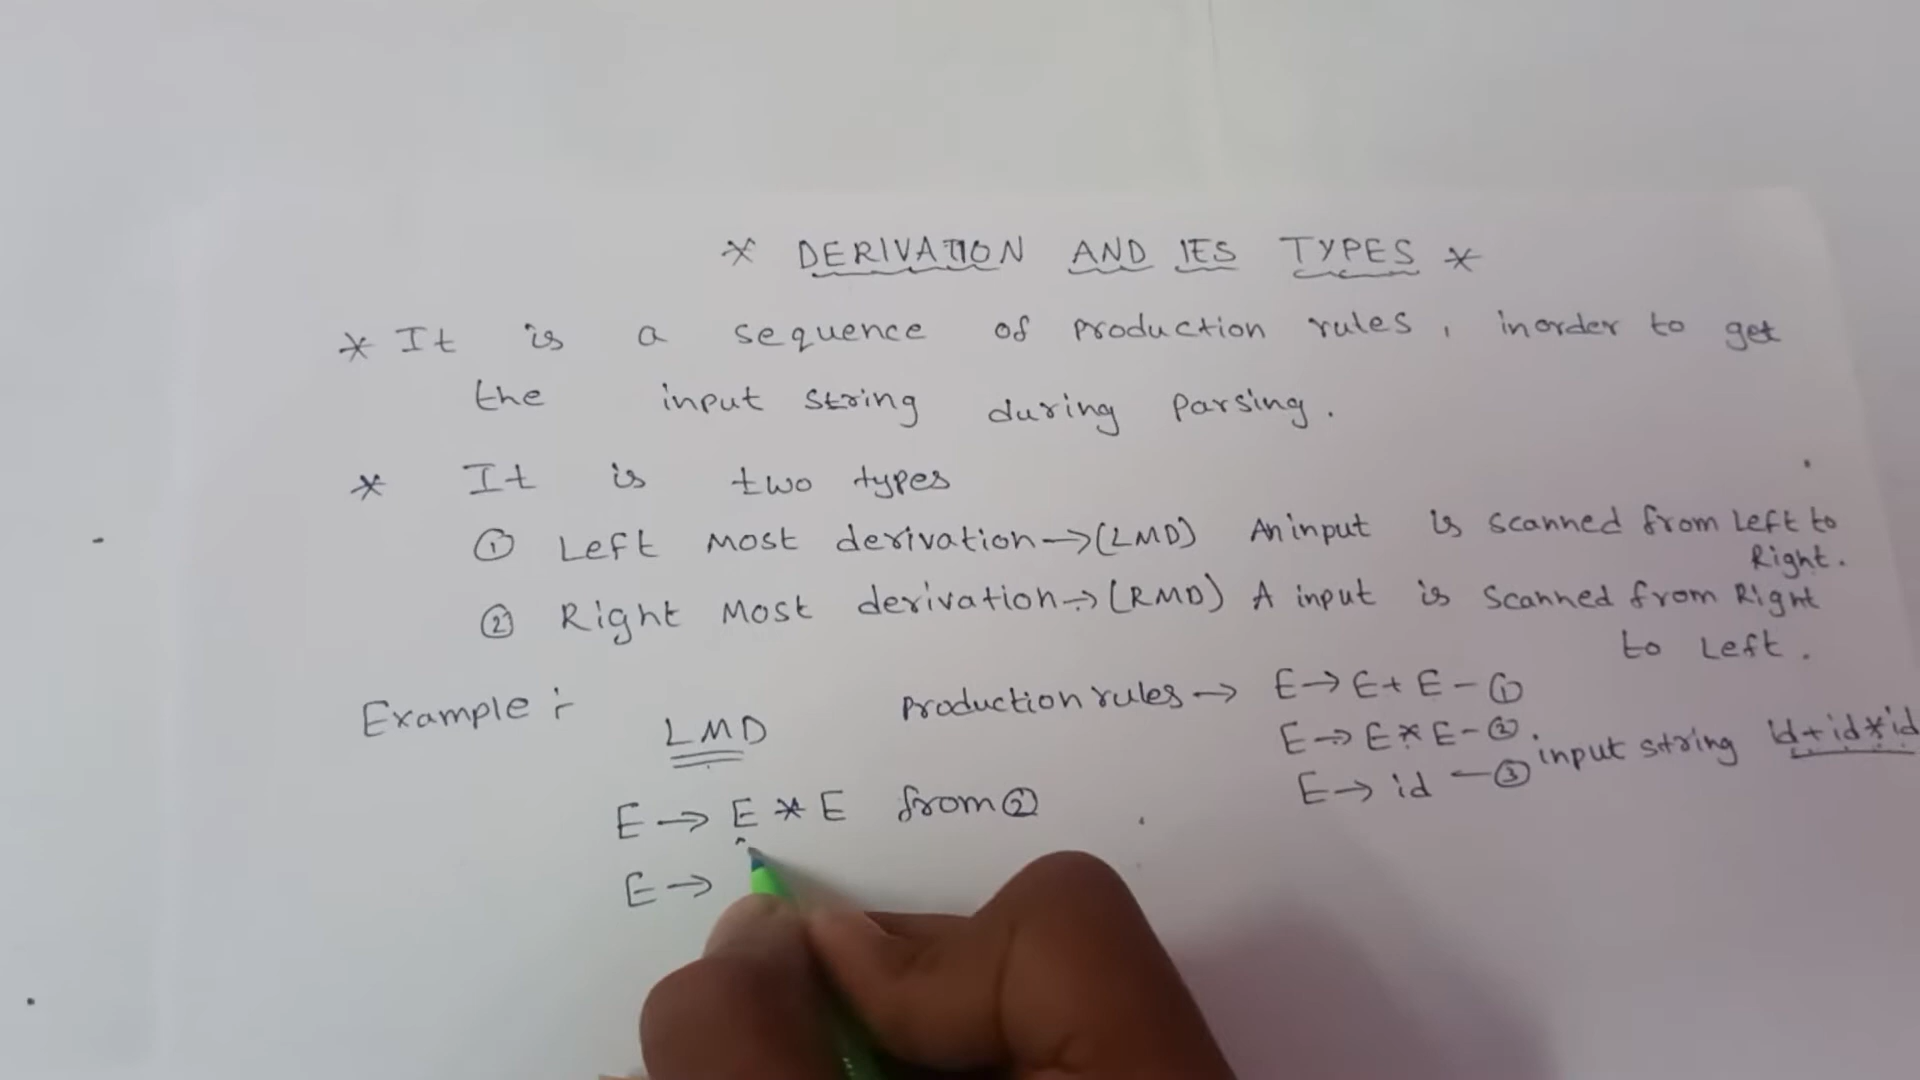 * DERIVATION AND ITS TYPES *
* It is a sequence of production rules, inorder to get
the input string during parsing.
* It is two types
① Left Most derivation→(LMD) An input is scanned from Left to
Right.
② Right Most derivation→(RMD) A input is scanned from Right
to Left.
Example :-
LMD
Production rules → E→E+E-①
E→E*E-②.
E→id-③ input string id+id*id
E→E*E from②
E→